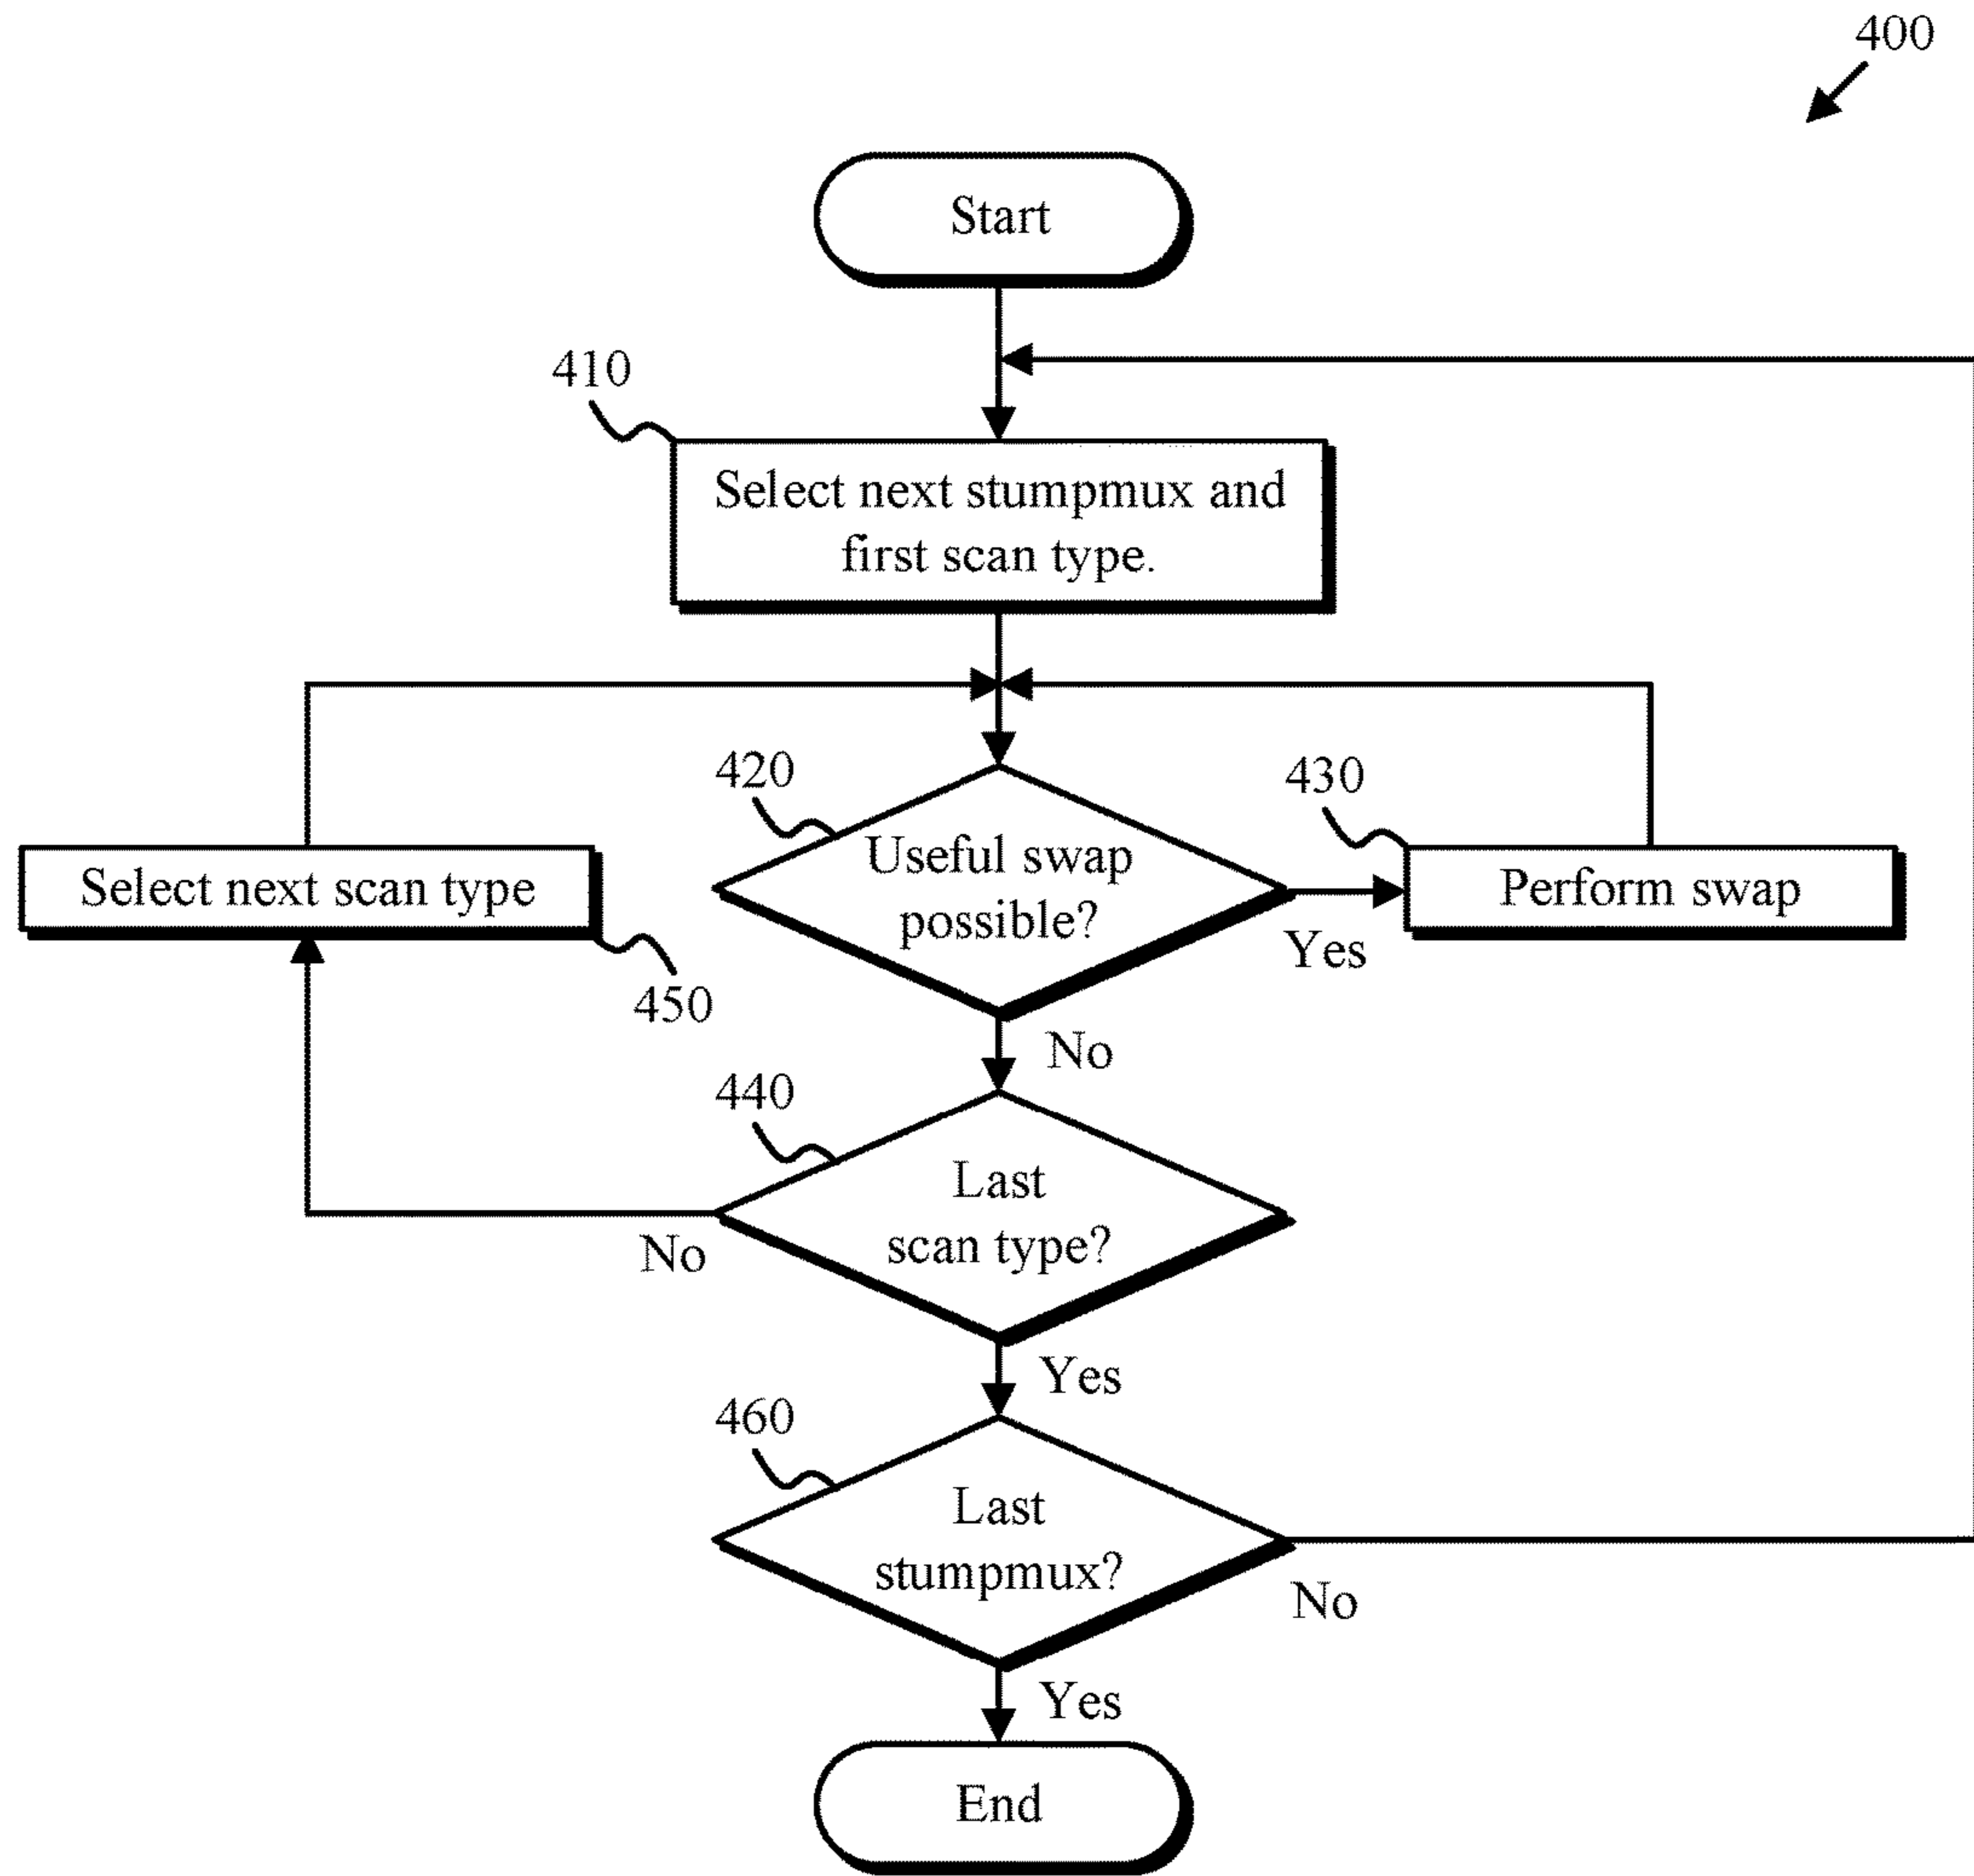 400
Start
410
Select next stumpmux and
first scan type.
420
430
Useful swap
possible?
Select next scan type
Perform swap
Yes
450
No
440
Last
scan type?
No
Yes
460
Last
stumpmux?
No
Yes
End